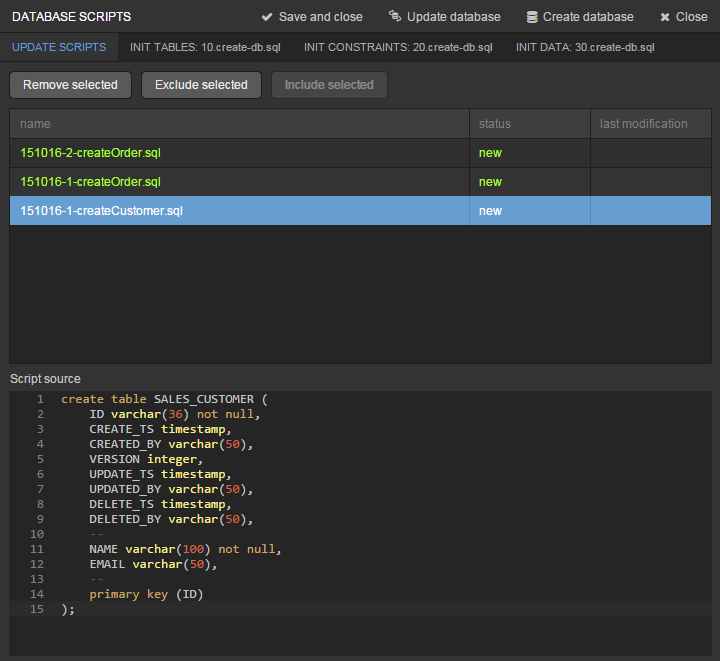 DATABASE SCRIPTS Save and close Update database Create database Close
UPDATE SCRIPTS INIT TABLES: 10.create-db.sql INIT CONSTRAINTS: 20.create-db.sql INIT DATA: 30.create-db.sql
Remove selected Exclude selected Include selected
name status last modification
151016-2-createOrder.sql new
151016-1-createOrder.sql new
151016-1-createCustomer.sql new
Script source
1 create table SALES_CUSTOMER (
2 ID varchar(36) not null,
3 CREATE_TS timestamp,
4 CREATED_BY varchar(50),
5 VERSION integer,
6 UPDATE_TS timestamp,
7 UPDATED_BY varchar(50),
8 DELETE_TS timestamp,
9 DELETED_BY varchar(50),
10 --
11 NAME varchar(100) not null,
12 EMAIL varchar(50),
13 --
14 primary key (ID)
15 );